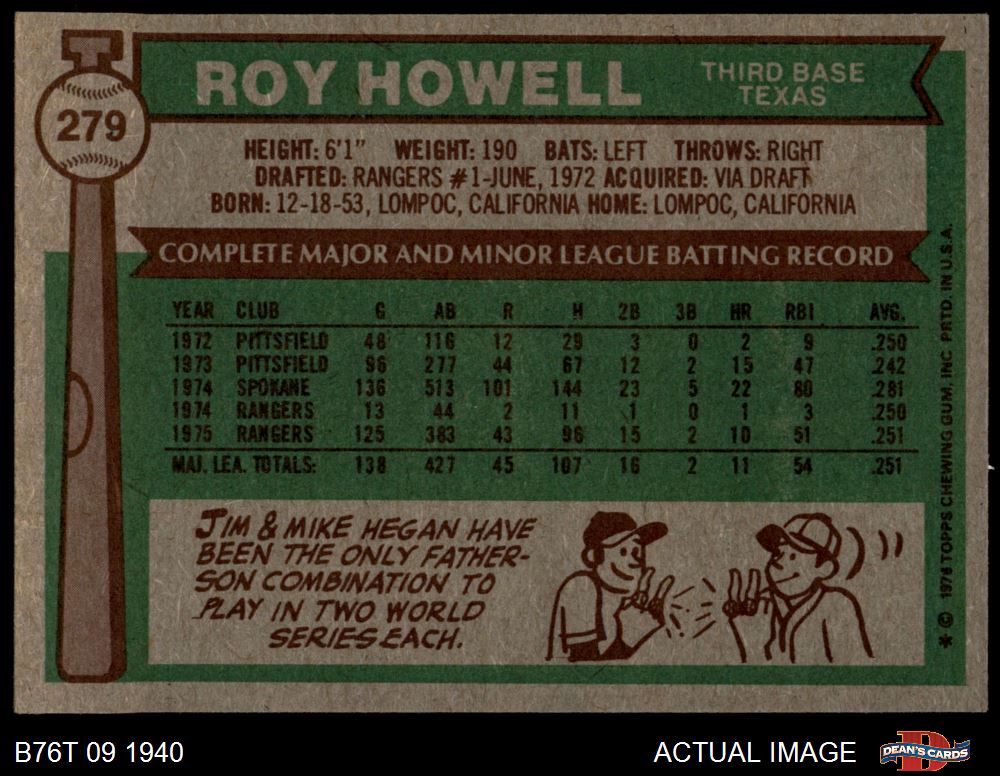 279
ROY HOWELL
THIRD BASE
TEXAS
HEIGHT: 6'1" WEIGHT: 190 BATS: LEFT THROWS: RIGHT
DRAFTED: RANGERS #1-JUNE, 1972 ACQUIRED: VIA DRAFT
BORN: 12-18-53, LOMPOC, CALIFORNIA HOME: LOMPOC, CALIFORNIA
COMPLETE MAJOR AND MINOR LEAGUE BATTING RECORD
YEAR CLUB G AB R H 2B 3B HR RBI AVG.
1972 PITTSFIELD 48 116 12 29 3 0 2 9 .250
1973 PITTSFIELD 96 277 44 67 12 2 15 47 .242
1974 SPOKANE 136 513 101 144 23 5 22 80 .281
1974 RANGERS 13 44 2 11 1 0 1 3 .250
1975 RANGERS 125 383 43 96 15 2 10 51 .251
MAJ. LEA. TOTALS: 138 427 45 107 16 2 11 54 .251
JIM & MIKE HEGAN HAVE
BEEN THE ONLY FATHER-
SON COMBINATION TO
PLAY IN TWO WORLD
SERIES EACH.
* © 1976 TOPPS CHEWING GUM, INC. PRTD. IN U.S.A.
B76T 09 1940
ACTUAL IMAGE
DEAN'S CARDS